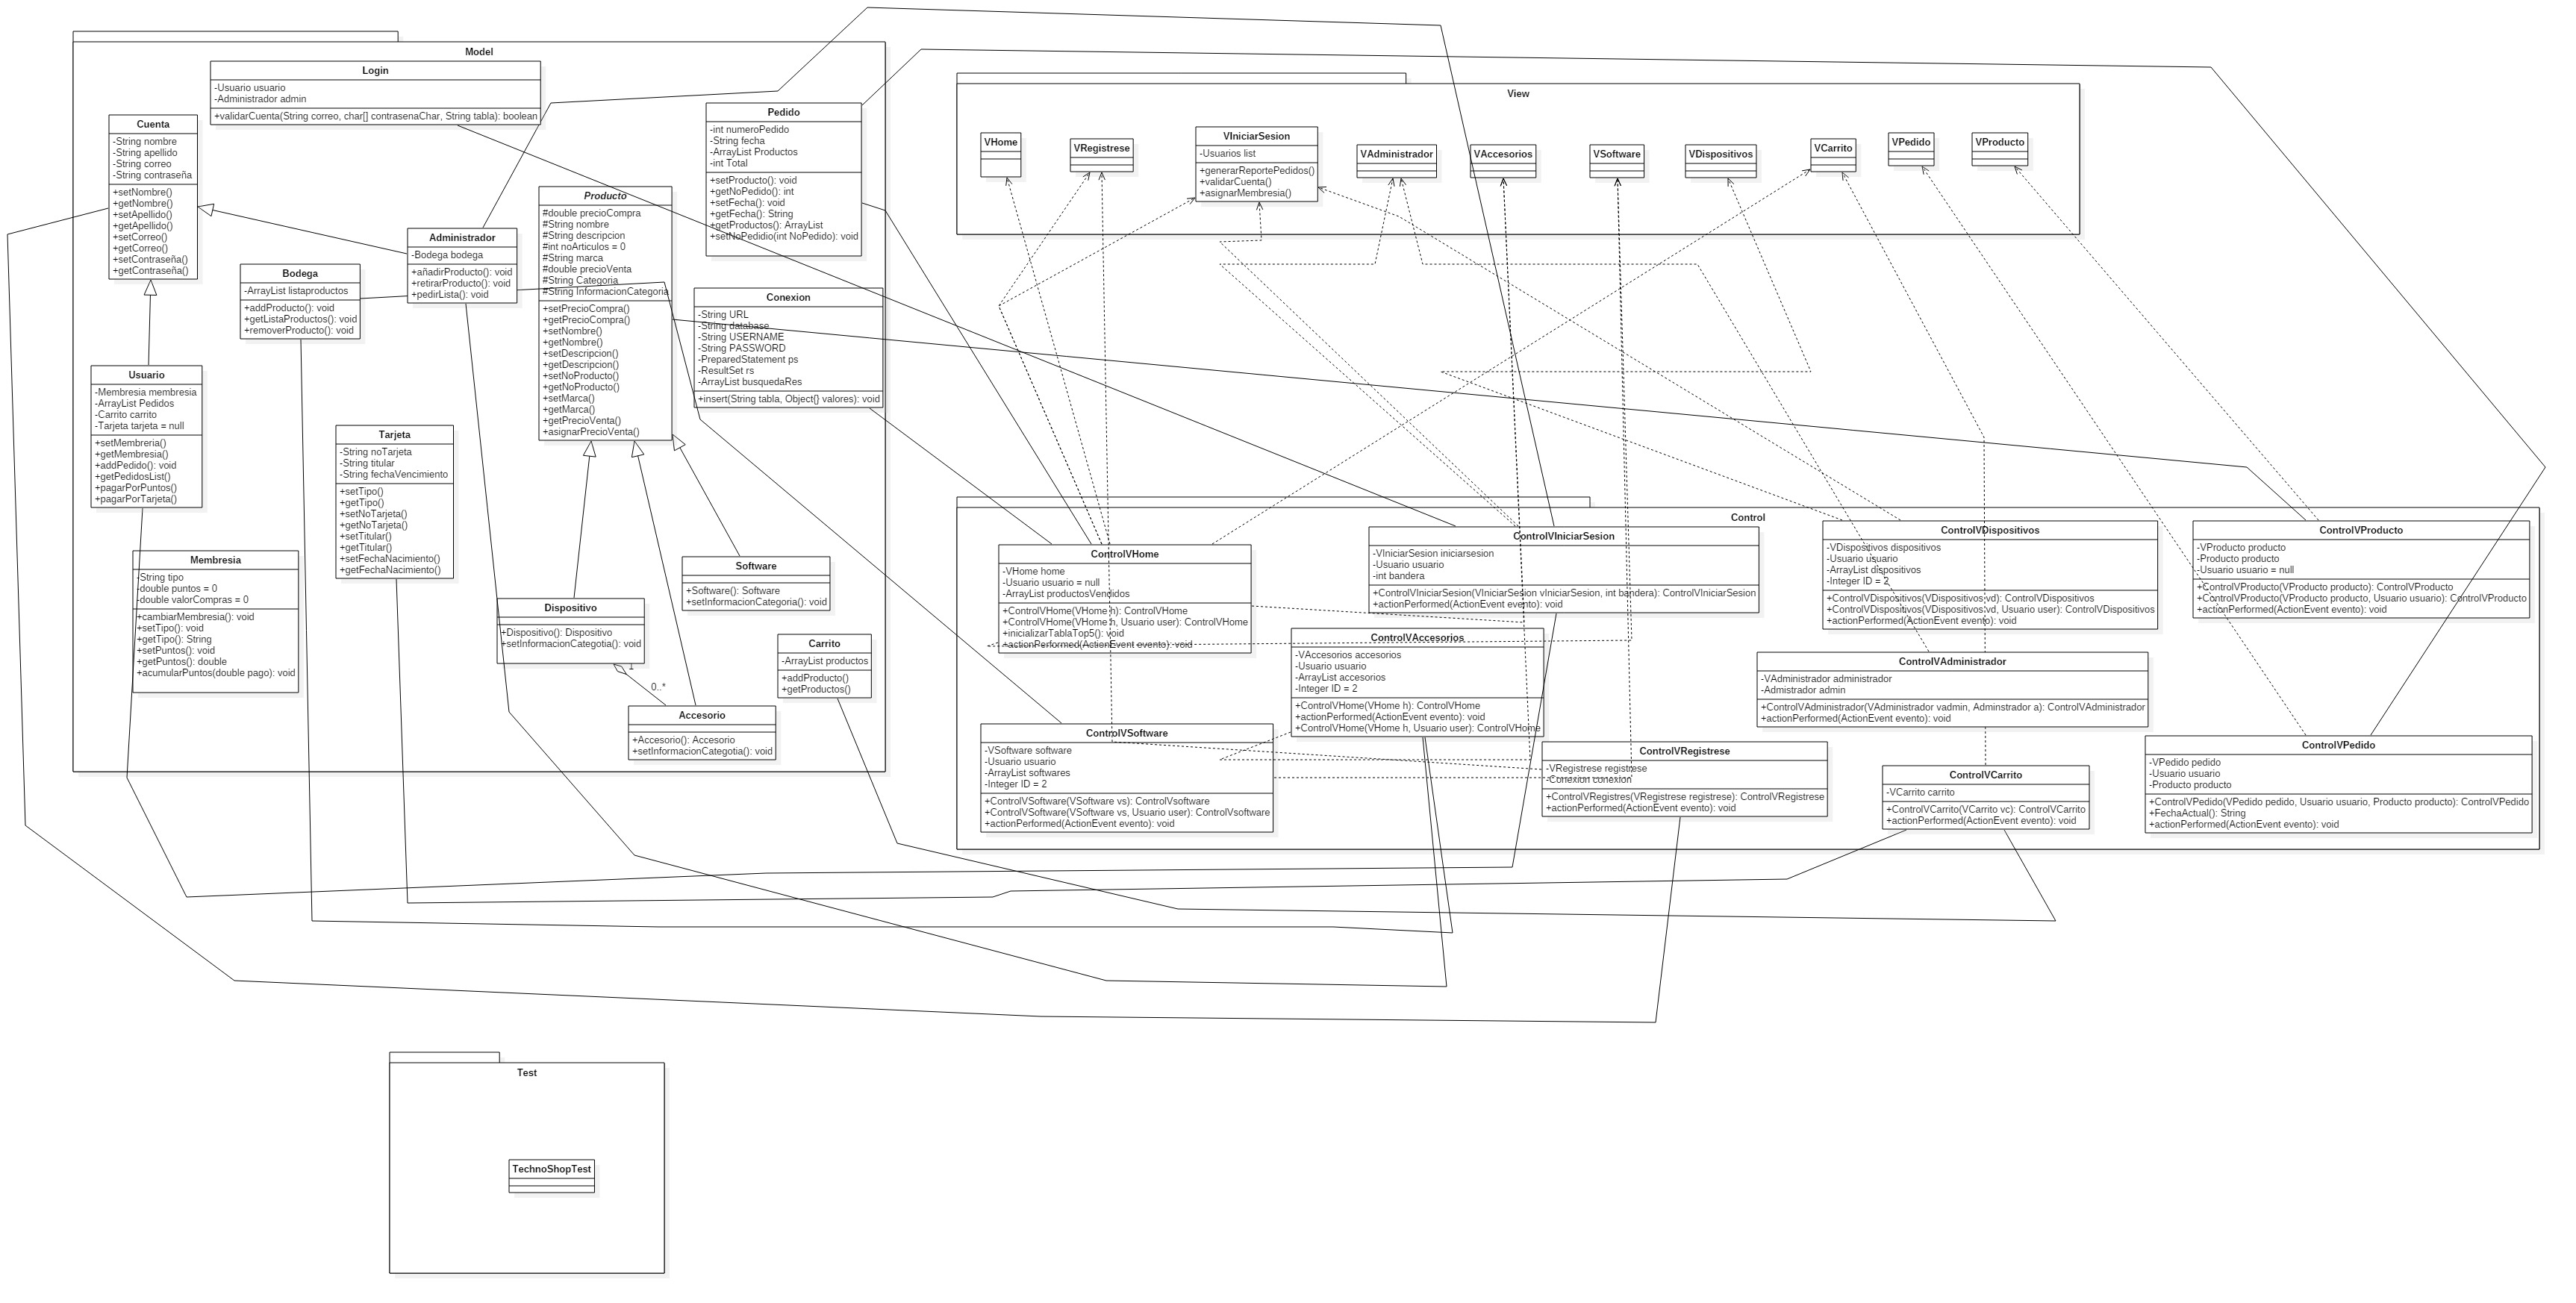 Model
Login
-Usuario usuario
-Administrador admin
+validarCuenta(String correo, char[] contrasenaChar, String tabla): boolean
Cuenta
-String nombre
-String apellido
-String correo
-String contraseña
+setNombre()
+getNombre()
+setApellido()
+getApellido()
+setCorreo()
+getCorreo()
+setContraseña()
+getContraseña()
Administrador
-Bodega bodega
+añadirProducto(): void
+retirarProducto(): void
+pedirLista(): void
Bodega
-ArrayList listaproductos
+addProducto(): void
+getListaProductos(): void
+removerProducto(): void
Producto
#double precioCompra
#String nombre
#String descripcion
#int noArticulos = 0
#String marca
#double precioVenta
#String Categoria
#String InformacionCategoria
+setPrecioCompra()
+getPrecioCompra()
+setNombre()
+getNombre()
+setDescripcion()
+getDescripcion()
+setNoProducto()
+getNoProducto()
+setMarca()
+getMarca()
+getPrecioVenta()
+asignarPrecioVenta()
Pedido
-int numeroPedido
-String fecha
-ArrayList Productos
-int Total
+setProducto(): void
+getNoPedido(): int
+setFecha(): void
+getFecha(): String
+getProductos(): ArrayList
+setNoPedidio(int NoPedido): void
Conexion
-String URL
-String database
-String USERNAME
-String PASSWORD
-PreparedStatement ps
-ResultSet rs
-ArrayList busquedaRes
+insert(String tabla, Object{} valores): void
Usuario
-Membresia membresia
-ArrayList Pedidos
-Carrito carrito
-Tarjeta tarjeta = null
+setMembreria()
+getMembresia()
+addPedido(): void
+getPedidosList()
+pagarPorPuntos()
+pagarPorTarjeta()
Tarjeta
-String noTarjeta
-String titular
-String fechaVencimiento
+setTipo()
+getTipo()
+setNoTarjeta()
+getNoTarjeta()
+setTitular()
+getTitular()
+setFechaNacimiento()
+getFechaNacimiento()
Membresia
-String tipo
-double puntos = 0
-double valorCompras = 0
+cambiarMembresia(): void
+setTipo(): void
+getTipo(): String
+setPuntos(): void
+getPuntos(): double
+acumularPuntos(double pago): void
Software
+Software(): Software
+setInformacionCategoria(): void
Dispositivo
+Dispositivo(): Dispositivo
+setInformacionCategotia(): void
1
0..*
Carrito
-ArrayList productos
+addProducto()
+getProductos()
Accesorio
+Accesorio(): Accesorio
+setInformacionCategotia(): void
View
VHome
VRegistrese
VIniciarSesion
-Usuarios list
+generarReportePedidos()
+validarCuenta()
+asignarMembresia()
VAdministrador
VAccesorios
VSoftware
VDispositivos
VCarrito
VPedido
VProducto
Control
ControlVHome
-VHome home
-Usuario usuario = null
-ArrayList productosVendidos
+ControlVHome(VHome h): ControlVHome
+ControlVHome(VHome h, Usuario user): ControlVHome
+inicializarTablaTop5(): void
+actionPerformed(ActionEvent evento): void
ControlVIniciarSesion
-VIniciarSesion iniciarsesion
-Usuario usuario
-int bandera
+ControlVIniciarSesion(VIniciarSesion vIniciarSesion, int bandera): ControlVIniciarSesion
+actionPerformed(ActionEvent evento): void
ControlVDispositivos
-VDispositivos dispositivos
-Usuario usuario
-ArrayList dispositivos
-Integer ID = 2
+ControlVDispositivos(VDispositivos vd): ControlVDispositivos
+ControlVDispositivos(VDispositivos vd, Usuario user): ControlVDispositivos
+actionPerformed(ActionEvent evento): void
ControlVProducto
-VProducto producto
-Producto producto
-Usuario usuario = null
+ControlVProducto(VProducto producto): ControlVProducto
+ControlVProducto(VProducto producto, Usuario usuario): ControlVProducto
+actionPerformed(ActionEvent evento): void
ControlVAccesorios
-VAccesorios accesorios
-Usuario usuario
-ArrayList accesorios
-Integer ID = 2
+ControlVHome(VHome h): ControlVHome
+actionPerformed(ActionEvent evento): void
+ControlVHome(VHome h, Usuario user): ControlVHome
ControlVAdministrador
-VAdministrador administrador
-Admistrador admin
+ControlVAdministrador(VAdministrador vadmin, Adminstrador a): ControlVAdministrador
+actionPerformed(ActionEvent evento): void
ControlVSoftware
-VSoftware software
-Usuario usuario
-ArrayList softwares
-Integer ID = 2
+ControlVSoftware(VSoftware vs): ControlVsoftware
+ControlVSoftware(VSoftware vs, Usuario user): ControlVsoftware
+actionPerformed(ActionEvent evento): void
ControlVRegistrese
-VRegistrese registrese
-Conexion conexion
+ControlVRegistres(VRegistrese registrese): ControlVRegistrese
+actionPerformed(ActionEvent evento): void
ControlVCarrito
-VCarrito carrito
+ControlVCarrito(VCarrito vc): ControlVCarrito
+actionPerformed(ActionEvent evento): void
ControlVPedido
-VPedido pedido
-Usuario usuario
-Producto producto
+ControlVPedido(VPedido pedido, Usuario usuario, Producto producto): ControlVPedido
+FechaActual(): String
+actionPerformed(ActionEvent evento): void
Test
TechnoShopTest